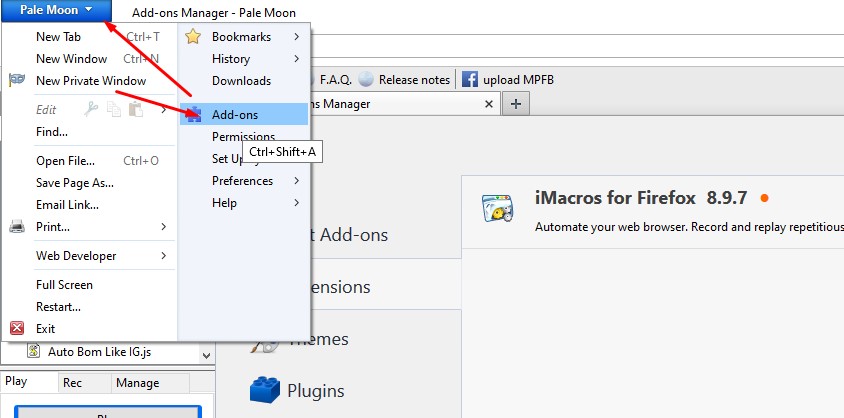 Pale Moon
Add-ons Manager - Pale Moon
New Tab Ctrl+T
New Window Ctrl+N
New Private Window
Edit
Find...
Open File... Ctrl+O
Save Page As...
Email Link...
Print...
Web Developer
Full Screen
Restart...
Exit
Bookmarks
History
Downloads
Add-ons
Permissions
Set Up
Preferences
Help
Ctrl+Shift+A
F.A.Q. Release notes upload MPFB
ns Manager
t Add-ons
ensions
hemes
Plugins
iMacros for Firefox 8.9.7
Automate your web browser. Record and replay repetitious
Auto Bom Like IG.js
Play Rec Manage